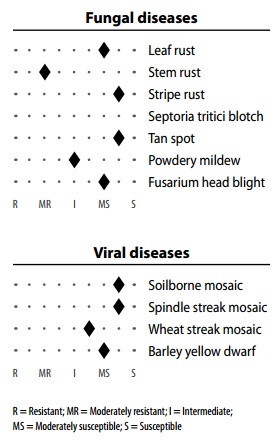 Fungal diseases
Leaf rust
Stem rust
Stripe rust
Septoria tritici blotch
Tan spot
Powdery mildew
Fusarium head blight
R MR I MS S
Viral diseases
Soilborne mosaic
Spindle streak mosaic
Wheat streak mosaic
Barley yellow dwarf
R MR I MS S
R = Resistant; MR = Moderately resistant; I = Intermediate;
MS = Moderately susceptible; S = Susceptible